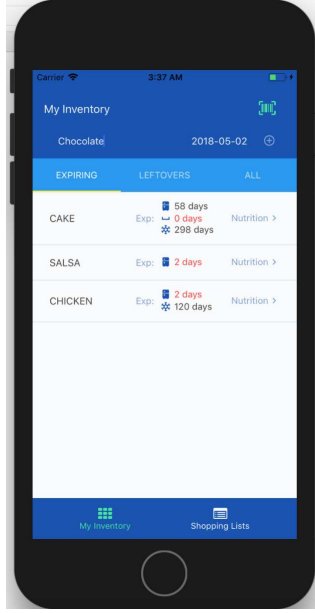 Carrier 3:37 AM
My Inventory
Chocolate 2018-05-02
EXPIRING LEFTOVERS ALL
58 days
CAKE Exp: 0 days Nutrition >
298 days
SALSA Exp: 2 days Nutrition >
CHICKEN Exp: 2 days Nutrition >
120 days
My Inventory Shopping Lists